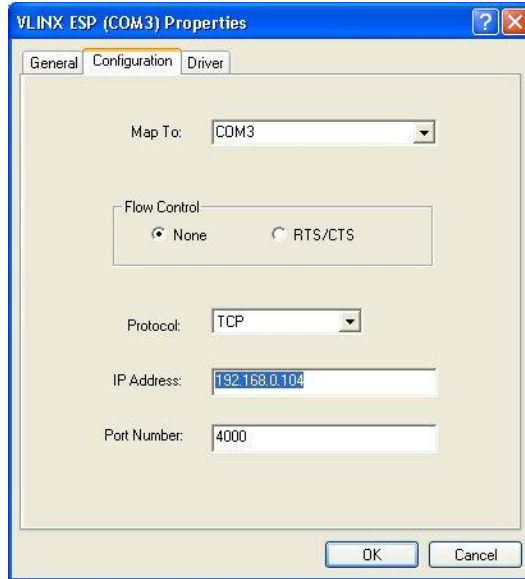 VLINX ESP (COM3) Properties
General Configuration Driver
Map To: COM3
Flow Control
None RTS/CTS
Protocol: TCP
IP Address: 192.168.0.104
Port Number: 4000
OK Cancel